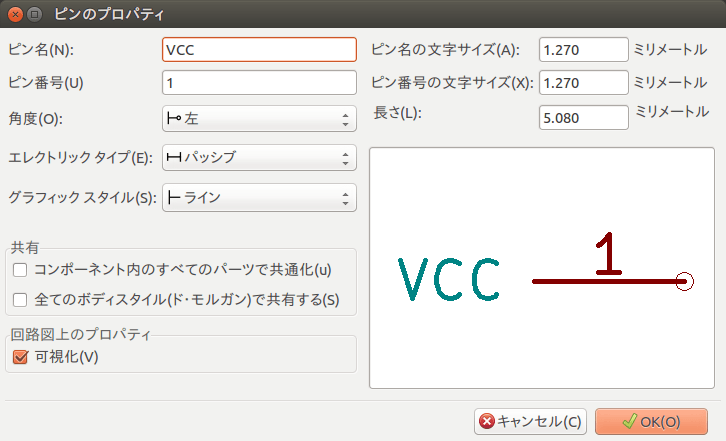 ピンのプロパティ
ピン名(N): VCC ピン名の文字サイズ(A): 1.270 ミリメートル
ピン番号(U) 1 ピン番号の文字サイズ(X): 1.270 ミリメートル
角度(O): 左 長さ(L): 5.080 ミリメートル
エレクトリック タイプ(E): パッシブ
グラフィック スタイル(S): ライン
共有
コンポーネント内のすべてのパーツで共通化(u)
全てのボディスタイル(ド・モルガン)で共有する(S)
回路図上のプロパティ
可視化(V)
VCC 1
キャンセル(C) OK(O)